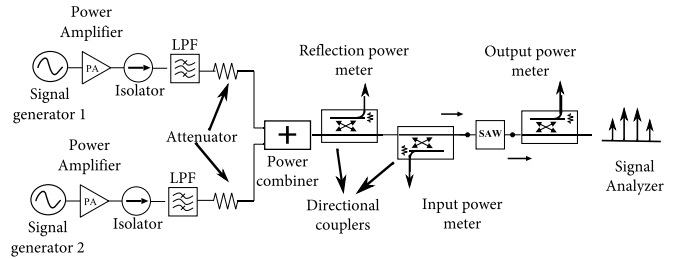 Power
Amplifier
LPF
PA
Isolator
Signal
generator 1
Attenuator
Power
Amplifier
LPF
PA
Isolator
Signal
generator 2
+
Power
combiner
Reflection power
meter
Directional
couplers
Input power
meter
SAW
Output power
meter
Signal
Analyzer